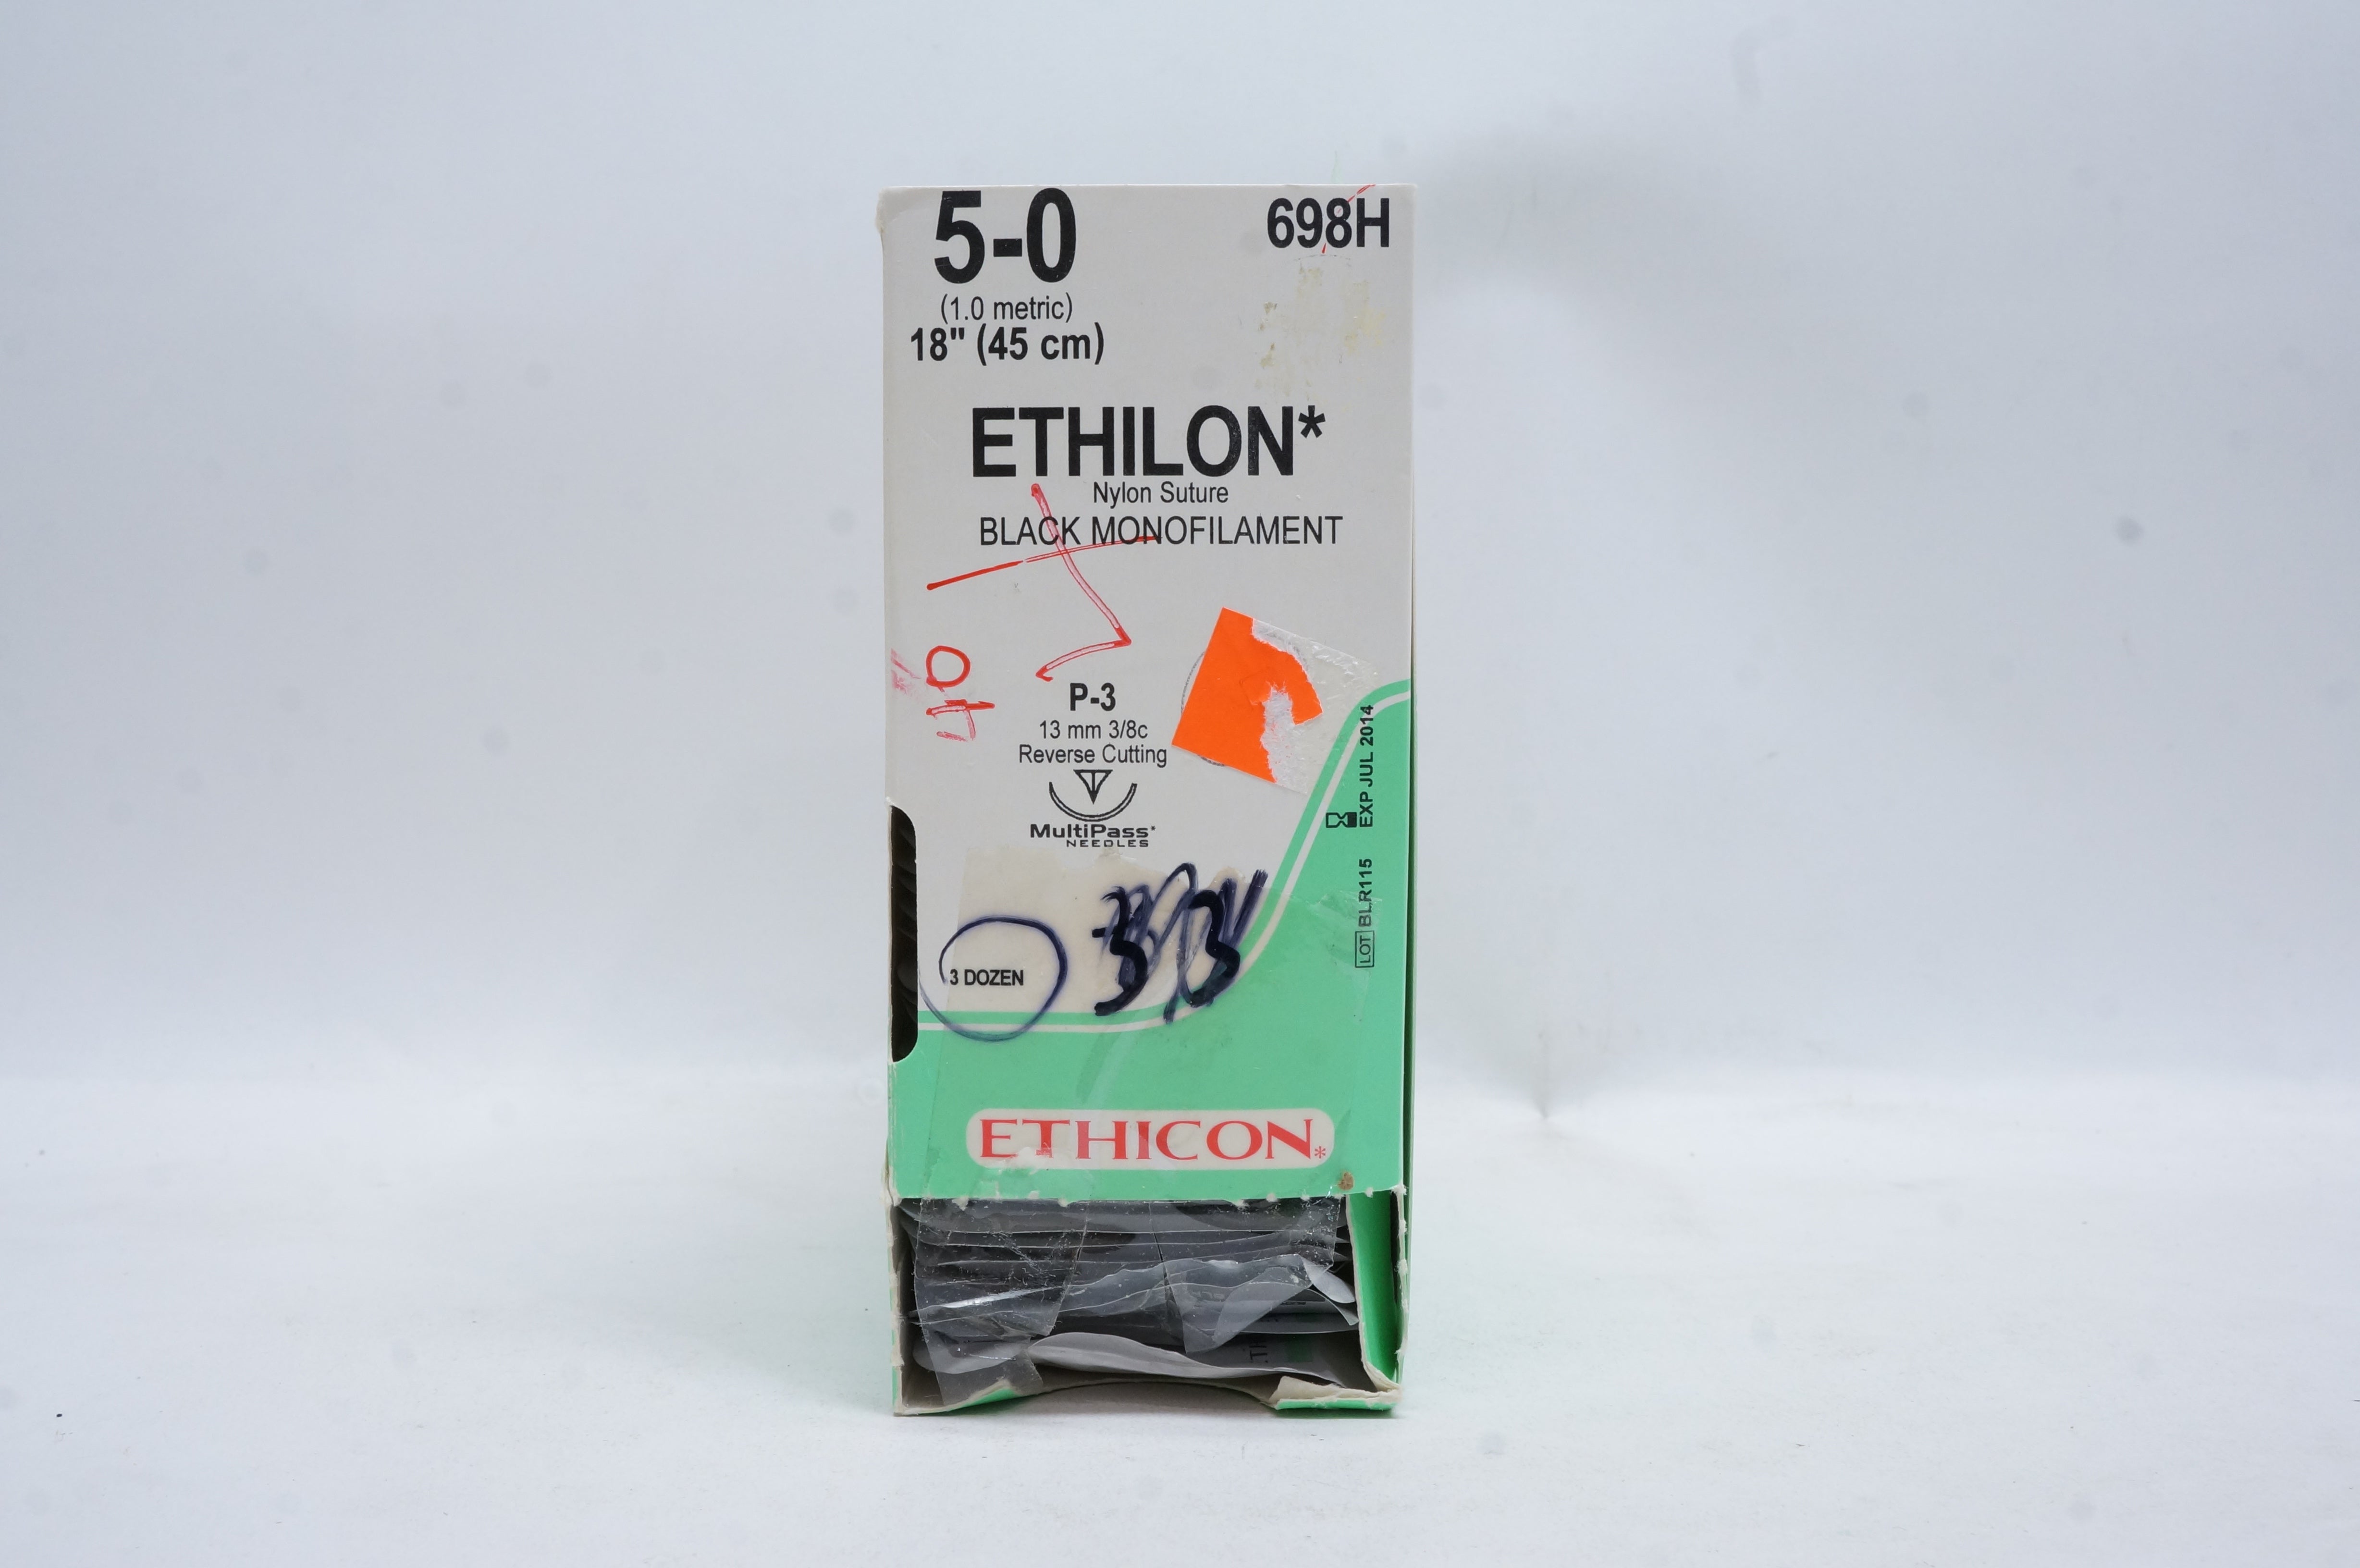 5-0
698H
(1.0 metric)
18" (45 cm)
ETHILON*
Nylon Suture
BLACK MONOFILAMENT
P-3
13 mm 3/8c
Reverse Cutting
MultiPass*
NEEDLES
EXP JUL 2014
LOT BLR115
3 DOZEN
ETHICON*